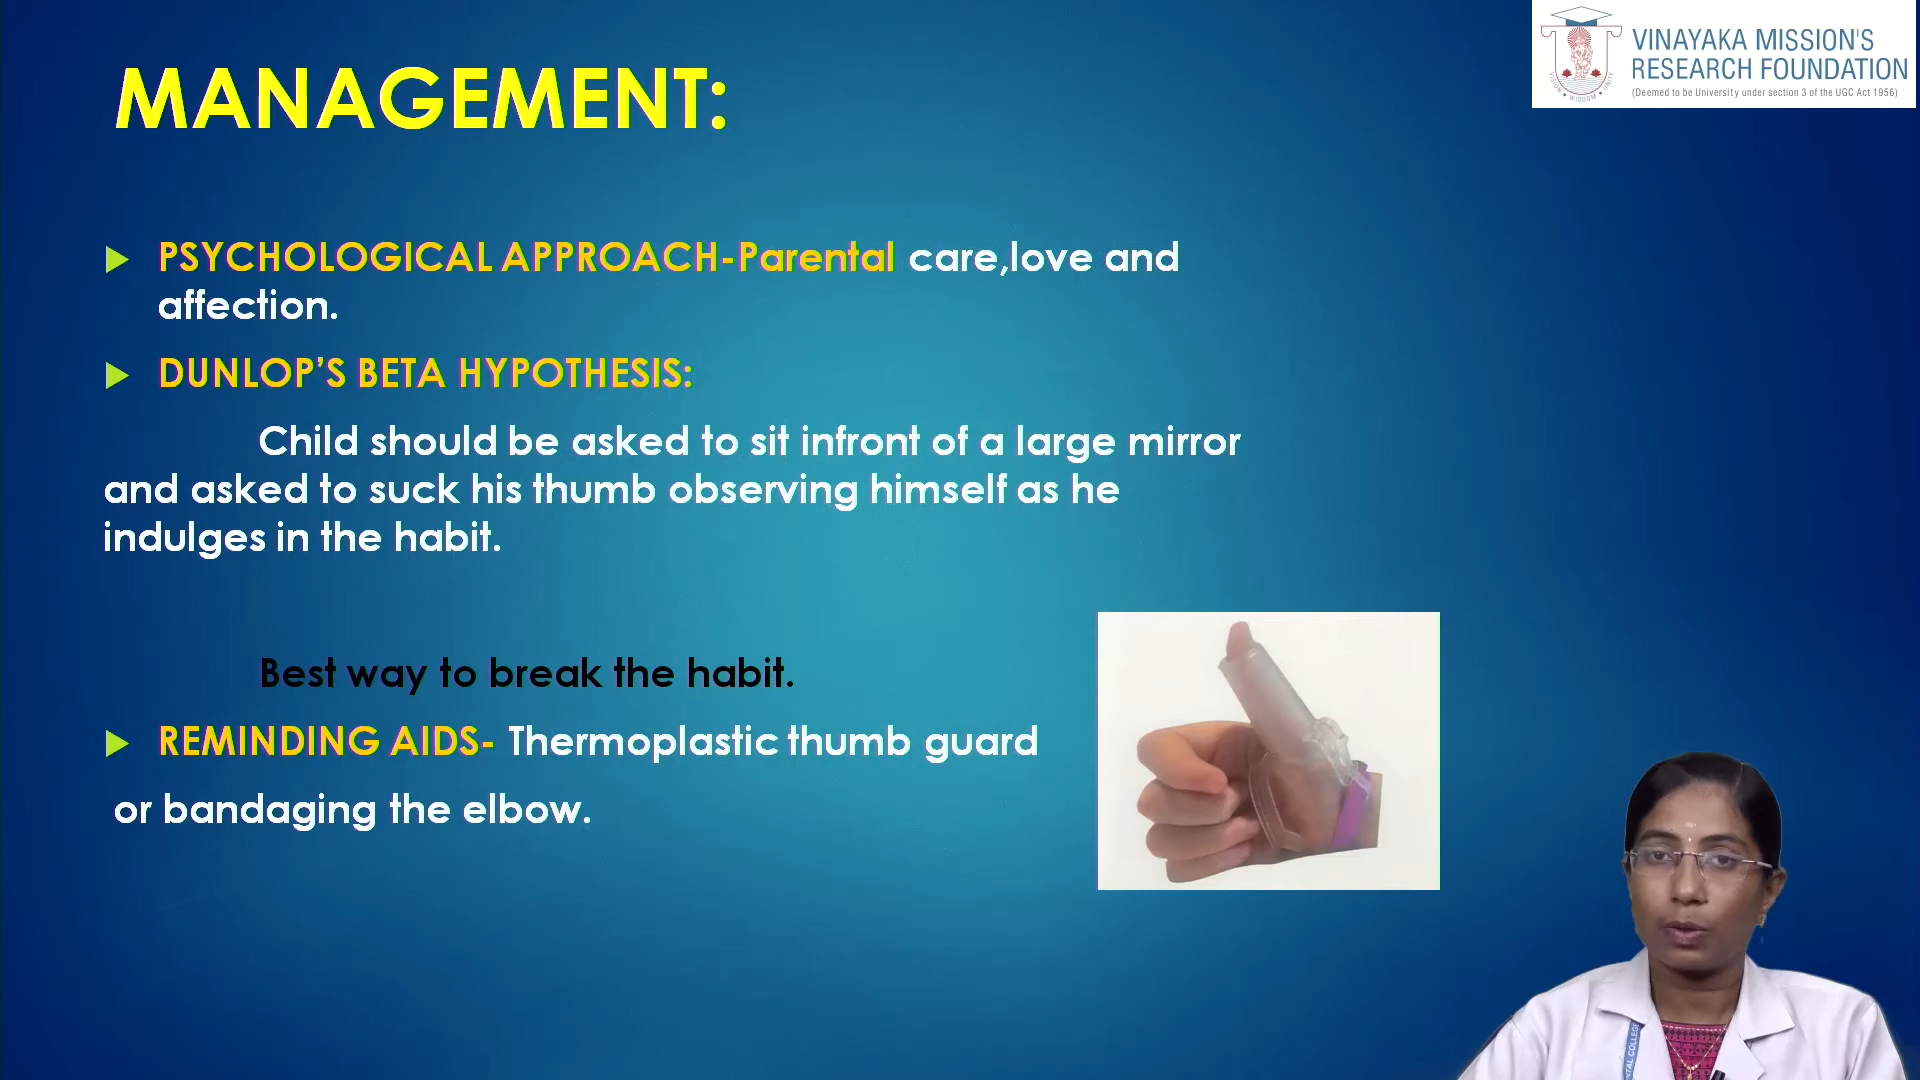 MANAGEMENT:
VINAYAKA MISSION'S
RESEARCH FOUNDATION
(Deemed to be University under section 3 of the UGC Act 1956)
VISION • WISDOM • UNITY
PSYCHOLOGICAL APPROACH-Parental care,love and
affection.
DUNLOP’S BETA HYPOTHESIS:
Child should be asked to sit infront of a large mirror
and asked to suck his thumb observing himself as he
indulges in the habit.
Best way to break the habit.
REMINDING AIDS- Thermoplastic thumb guard
or bandaging the elbow.